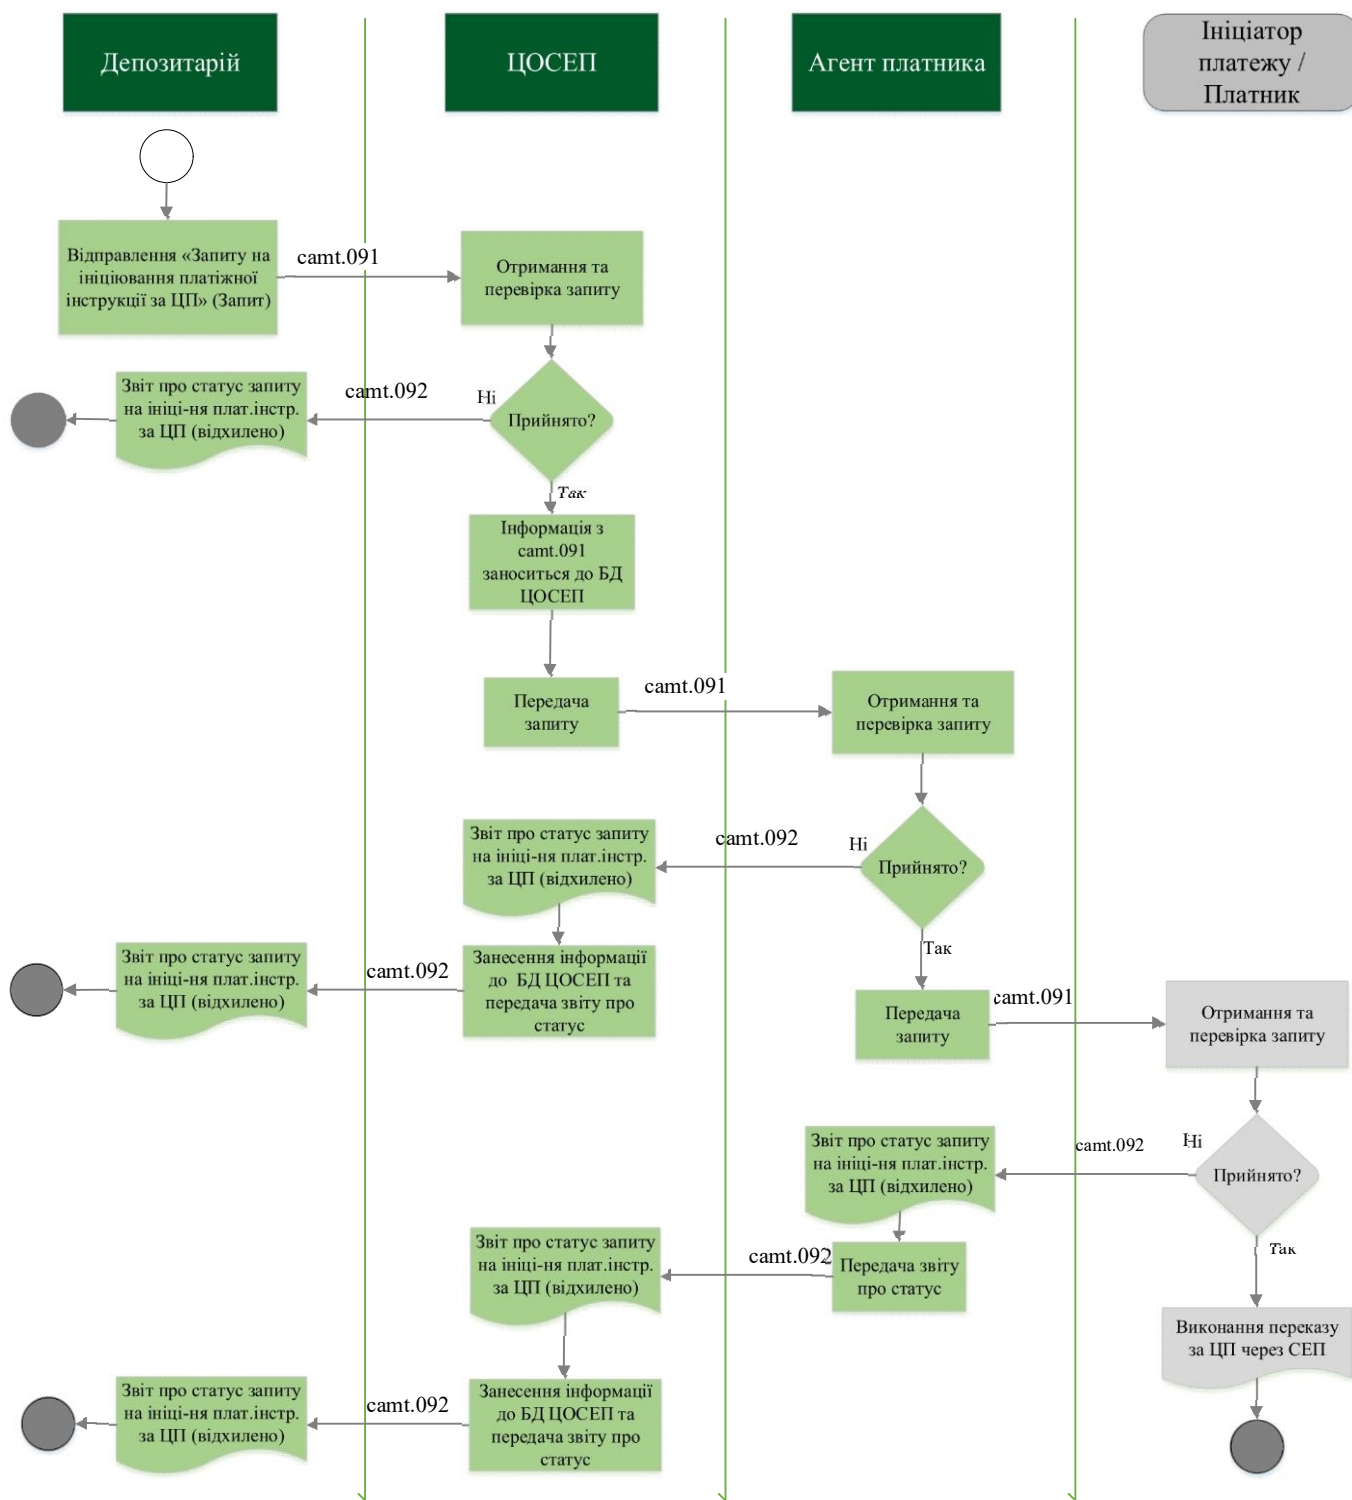 Депозитарій
ЦОСЕП
Агент платника
Ініціатор
платежу /
Платник
Відправлення «Запиту на
ініціювання платіжної
інструкції за ЦП» (Запит)
camt.091
Отримання та
перевірка запиту
Звіт про статус запиту
на ініці-ня плат.інстр.
за ЦП (відхилено)
camt.092
Ні
Прийнято?
Так
Інформація з
camt.091
заноситься до БД
ЦОСЕП
Передача
запиту
camt.091
Отримання та
перевірка запиту
Звіт про статус запиту
на ініці-ня плат.інстр.
за ЦП (відхилено)
camt.092
Ні
Прийнято?
Так
Звіт про статус запиту
на ініці-ня плат.інстр.
за ЦП (відхилено)
camt.092
Занесення інформації
до БД ЦОСЕП та
передача звіту про
статус
Передача
запиту
camt.091
Отримання та
перевірка запиту
Звіт про статус запиту
на ініці-ня плат.інстр.
за ЦП (відхилено)
camt.092
Ні
Прийнято?
Так
Звіт про статус запиту
на ініці-ня плат.інстр.
за ЦП (відхилено)
camt.092
Передача звіту
про статус
Виконання переказу
за ЦП через СЕП
Звіт про статус запиту
на ініці-ня плат.інстр.
за ЦП (відхилено)
camt.092
Занесення інформації
до БД ЦОСЕП та
передача звіту про
статус